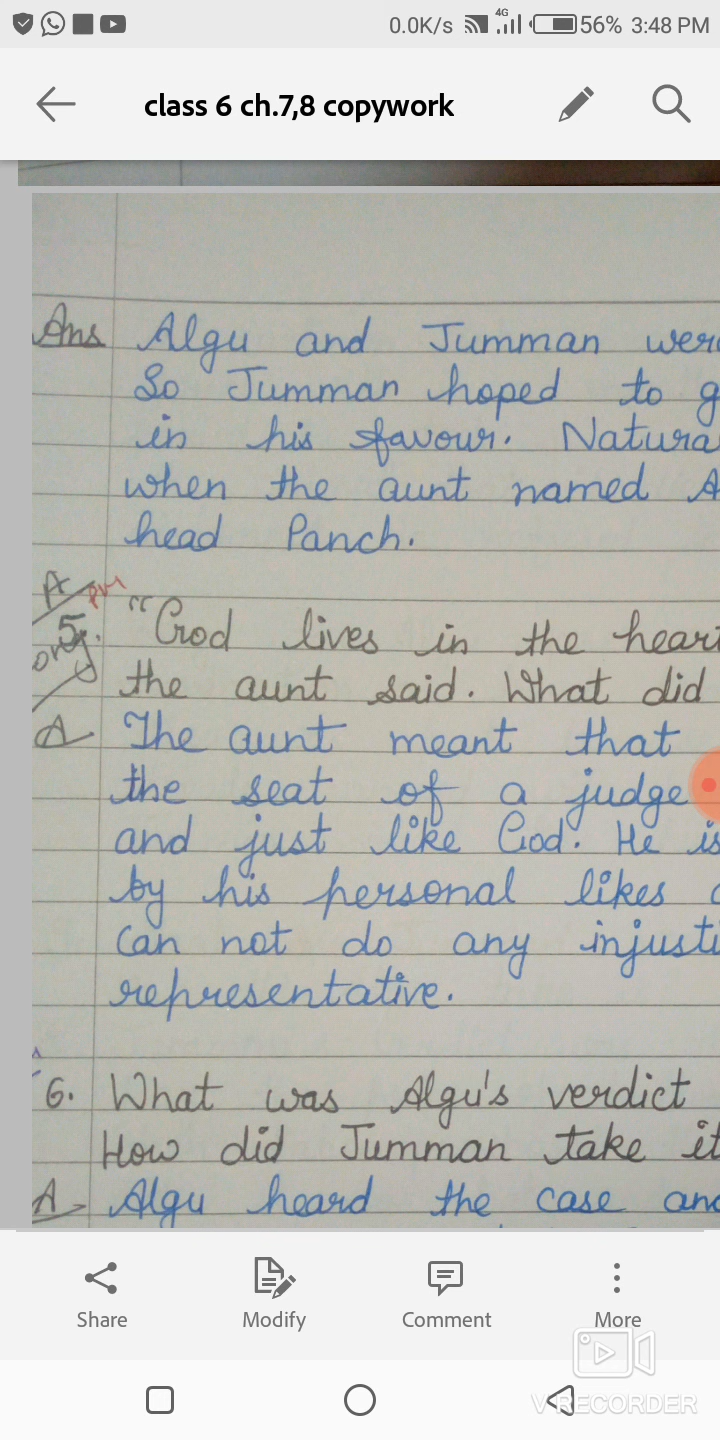 0.0K/s 4G 56% 3:48 PM
class 6 ch.7,8 copywork
Ans Algu and Jumman wer
So Jumman hoped to g
in his favour. Natura
when the aunt named A
head Panch.
5. "God lives in the hear
the aunt said. What did
A The aunt meant that
the seat of a judge
and just like God. He is
by his personal likes
can not do any injusti
representative.
6. What was Algu's verdict
How did Jumman take it
A Algu heard the case and
Share Modify Comment More
V RECORDER